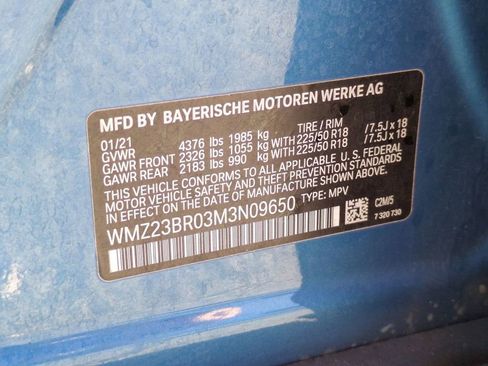 MFD BY BAYERISCHE MOTOREN WERKE AG
01/21 TIRE / RIM
GVWR 4376 lbs 1985 kg
GAWR FRONT 2326 lbs 1055 kg WITH 225/50 R18 /7.5J x 18
GAWR REAR 2183 lbs 990 kg WITH 225/50 R18 /7.5J x 18
THIS VEHICLE CONFORMS TO ALL APPLICABLE U.S. FEDERAL
MOTOR VEHICLE SAFETY AND THEFT PREVENTION STANDARDS
IN EFFECT ON THE DATE OF MANUFACTURE SHOWN ABOVE.
WMZ23BR03M3N09650 TYPE: MPV
C2M/5
7 320 730